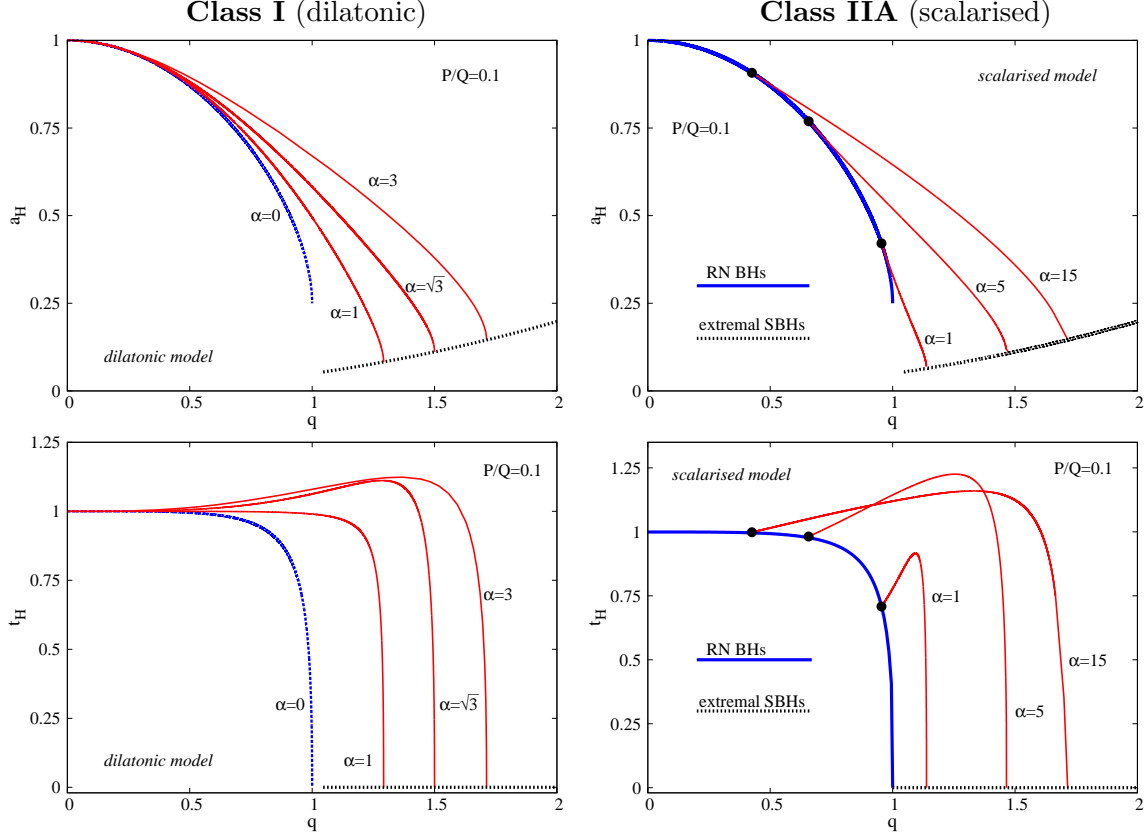 Class I (dilatonic)
Class IIA (scalarised)
1
0.75
0.5
0.25
0
a_H
P/Q=0.1
α=3
α=0
α=√3
α=1
dilatonic model
0
0.5
1
1.5
2
q
1
0.75
0.5
0.25
0
a_H
scalarised model
P/Q=0.1
RN BHs
α=15
α=5
extremal SBHs
α=1
0
0.5
1
1.5
2
q
1.25
1
0.75
0.5
0.25
0
t_H
P/Q=0.1
α=3
α=0
α=√3
α=1
dilatonic model
0
0.5
1
1.5
2
q
1.25
1
0.75
0.5
0.25
0
t_H
scalarised model
P/Q=0.1
α=1
RN BHs
α=15
extremal SBHs
α=5
0
0.5
1
1.5
2
q